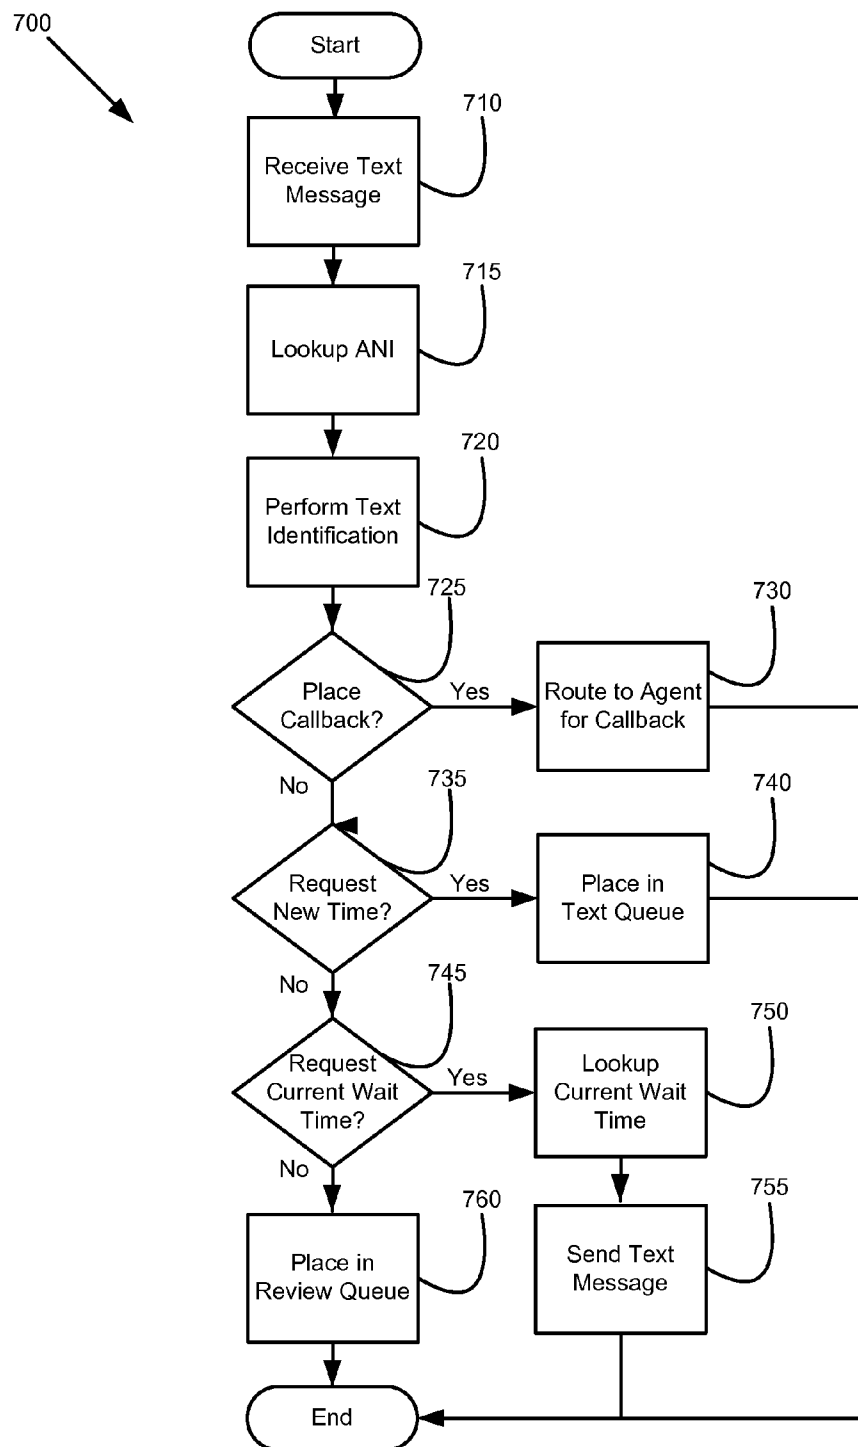 700
Start
710
Receive Text
Message
715
Lookup ANI
720
Perform Text
Identification
725
730
Place
Callback?
Yes
Route to Agent
for Callback
No
735
740
Request
New Time?
Yes
Place in
Text Queue
No
745
750
Request
Current Wait
Time?
Yes
Lookup
Current Wait
Time
No
760
755
Place in
Review Queue
Send Text
Message
End